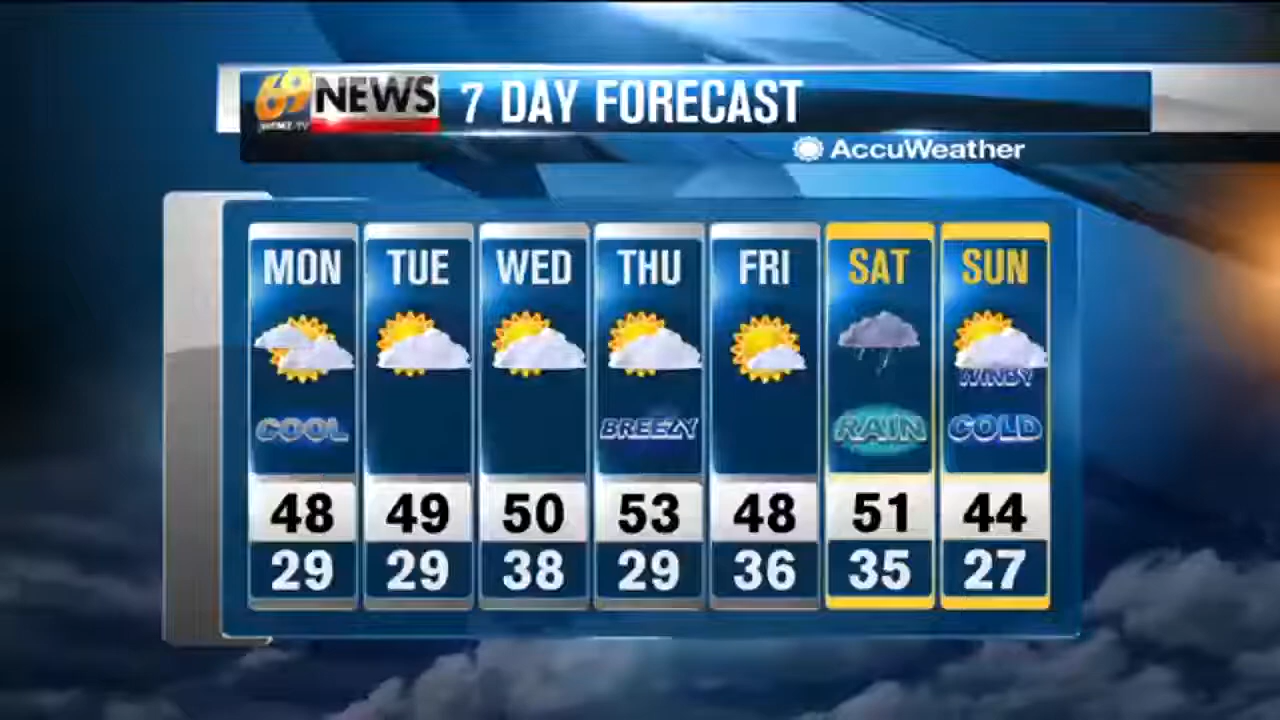 69 NEWS 7 DAY FORECAST
WFMZ-TV
AccuWeather
MON TUE WED THU FRI SAT SUN
WINDY
COOL BREEZY RAIN COLD
48 49 50 53 48 51 44
29 29 38 29 36 35 27